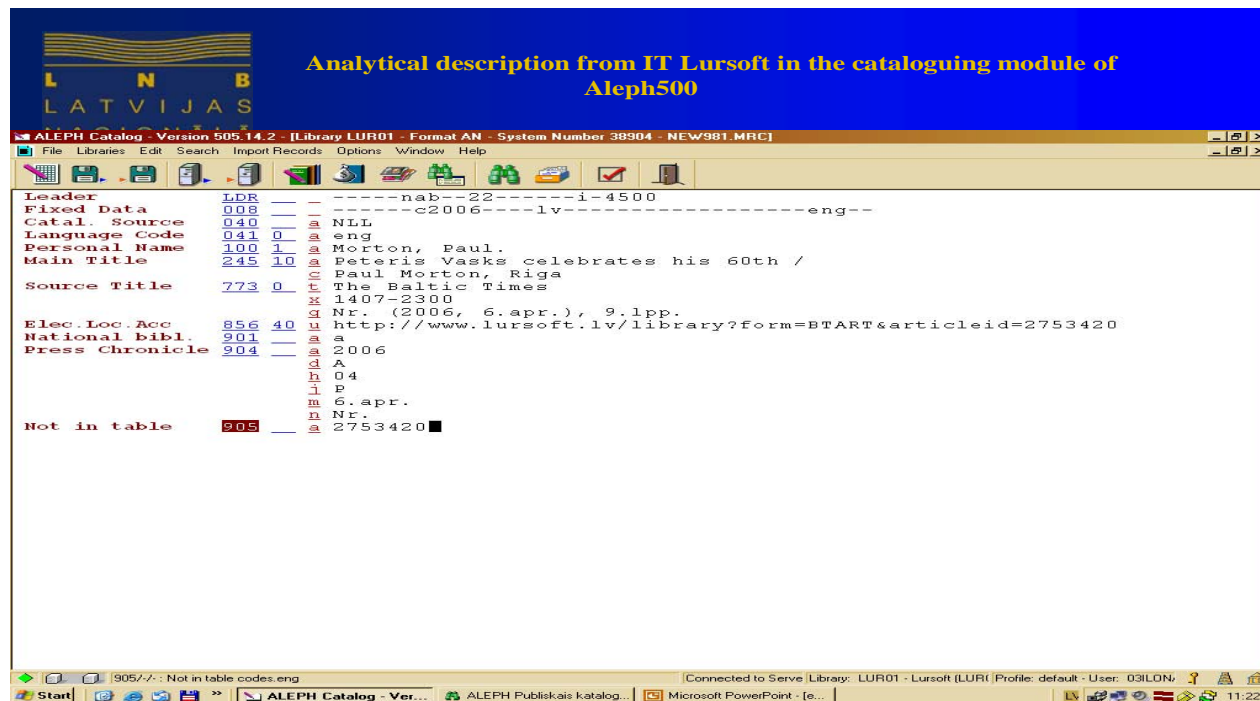 Analytical description from IT Lursoft in the cataloguing module of
Aleph500
L N B
LATVIJAS
ALEPH Catalog - Version 505.14.2 - [Library LUR01 - Format AN - System Number 38904 - NEW981.MRC]
File Libraries Edit Search Import Records Options Window Help
Leader LDR _ -----nab--22------i-4500
Fixed Data 008 _ ------c2006----lv------------------eng--
Catal. Source 040 a NLL
Language Code 041 0 a eng
Personal Name 100 1 a Morton, Paul.
Main Title 245 10 a Peteris Vasks celebrates his 60th /
c Paul Morton, Riga
Source Title 773 0 t The Baltic Times
x 1407-2300
g Nr. (2006, 6.apr.), 9.lpp.
Elec.Loc.Acc 856 40 u http://www.lursoft.lv/library?form=BTART&articleid=2753420
National bibl. 901 a a
Press Chronicle 904 a 2006
d A
h 04
i P
m 6.apr.
n Nr.
Not in table 905 a 2753420
905/-/- : Not in table codes.eng Connected to Serve Library: LUR01 - Lursoft (LUR( Profile: default - User: 03ILON
Start » ALEPH Catalog - Ver... ALEPH Publiskais katalog... Microsoft PowerPoint - [e... LV 11:22